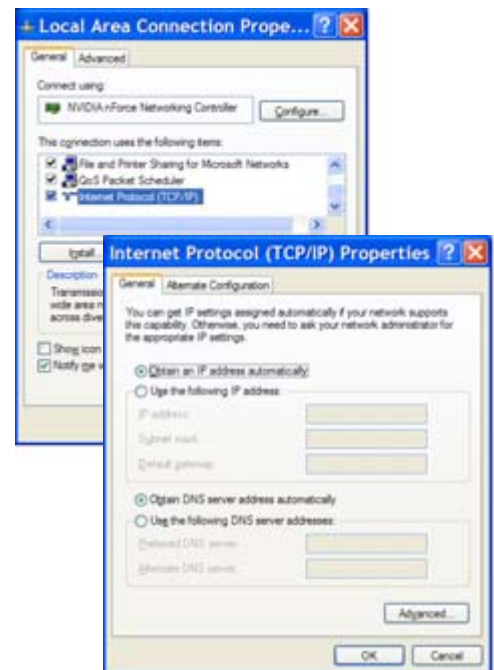 Local Area Connection Prope...
General Advanced
Connect using:
NVIDIA nForce Networking Controller
Configure...
This connection uses the following items:
File and Printer Sharing for Microsoft Networks
QoS Packet Scheduler
Internet Protocol (TCP/IP)
Install
Description
wide area n
across dive
Show icon
Notify me w
Internet Protocol (TCP/IP) Properties
General Alternate Configuration
You can get IP settings assigned automatically if your network supports
this capability. Otherwise, you need to ask your network administrator for
the appropriate IP settings.
Obtain an IP address automatically
Use the following IP address:
IP address:
Subnet mask:
Default gateway:
Obtain DNS server address automatically
Use the following DNS server addresses:
Preferred DNS server:
Alternate DNS server:
Advanced...
OK Cancel